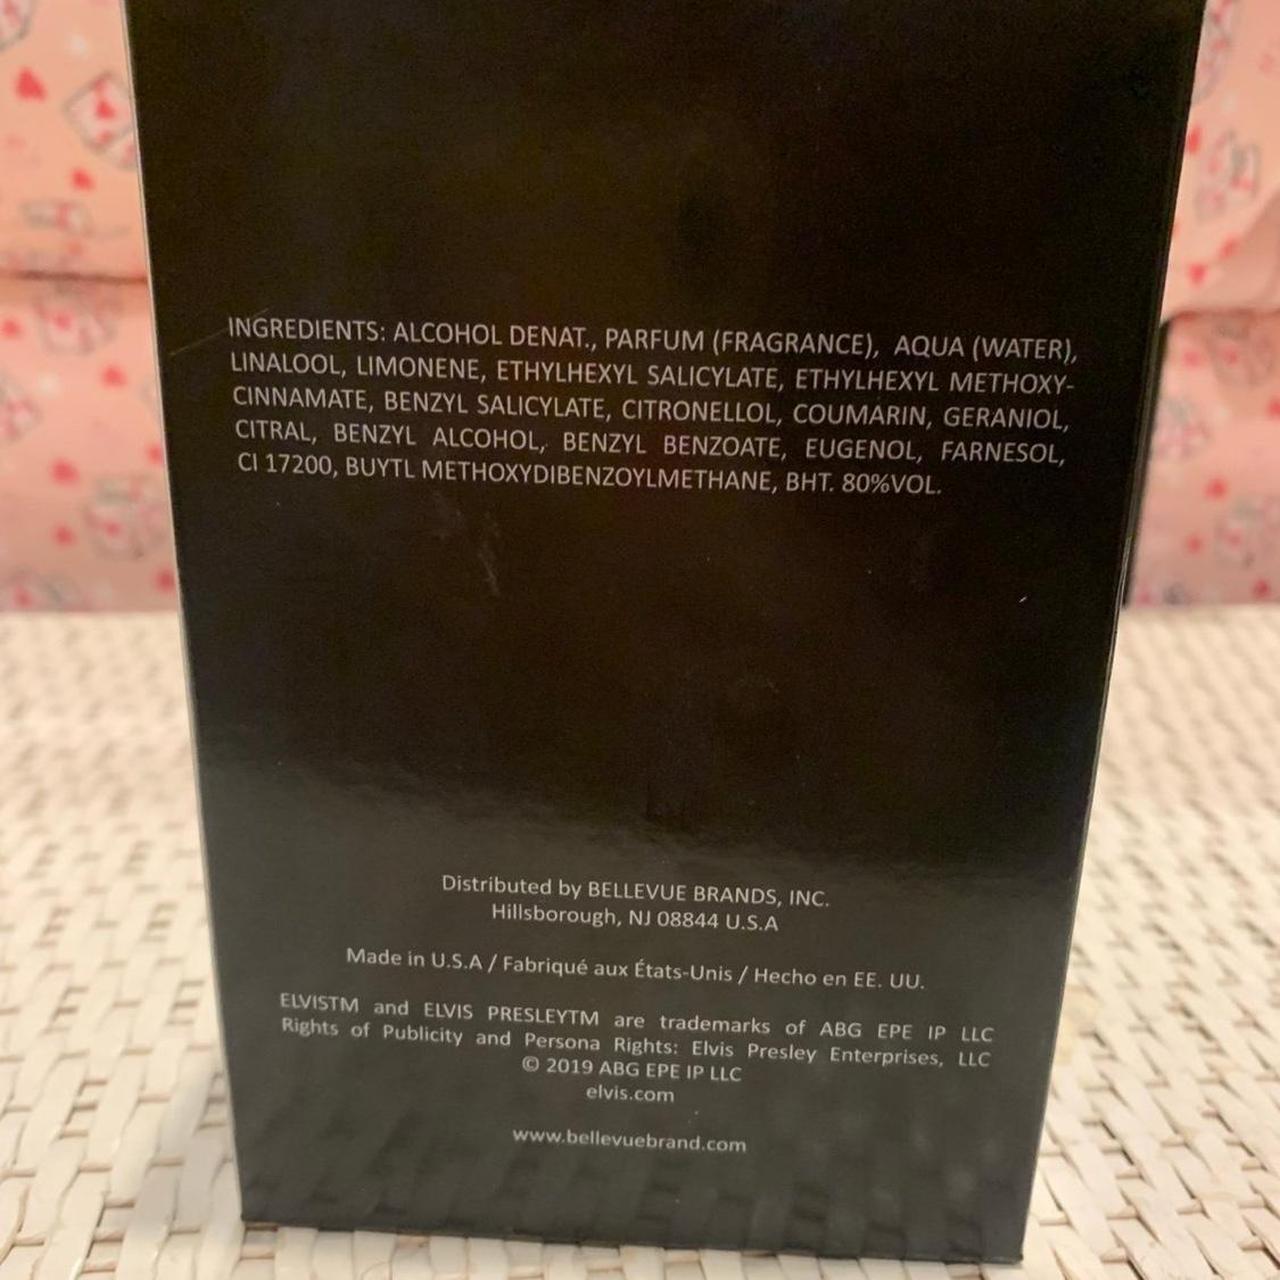 INGREDIENTS: ALCOHOL DENAT., PARFUM (FRAGRANCE), AQUA (WATER),
LINALOOL, LIMONENE, ETHYLHEXYL SALICYLATE, ETHYLHEXYL METHOXY-
CINNAMATE, BENZYL SALICYLATE, CITRONELLOL, COUMARIN, GERANIOL,
CITRAL, BENZYL ALCOHOL, BENZYL BENZOATE, EUGENOL, FARNESOL,
CI 17200, BUYTL METHOXYDIBENZOYLMETHANE, BHT. 80%VOL.
Distributed by BELLEVUE BRANDS, INC.
Hillsborough, NJ 08844 U.S.A
Made in U.S.A / Fabriqué aux États-Unis / Hecho en EE. UU.
ELVISTM and ELVIS PRESLEYTM are trademarks of ABG EPE IP LLC
Rights of Publicity and Persona Rights: Elvis Presley Enterprises, LLC
© 2019 ABG EPE IP LLC
elvis.com
www.bellevuebrand.com